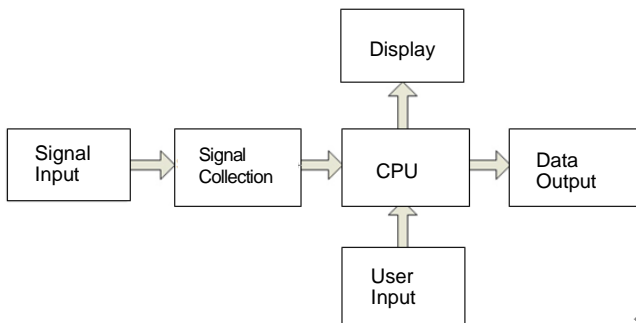 Display
Signal
Input
Signal
Collection
CPU
Data
Output
User
Input